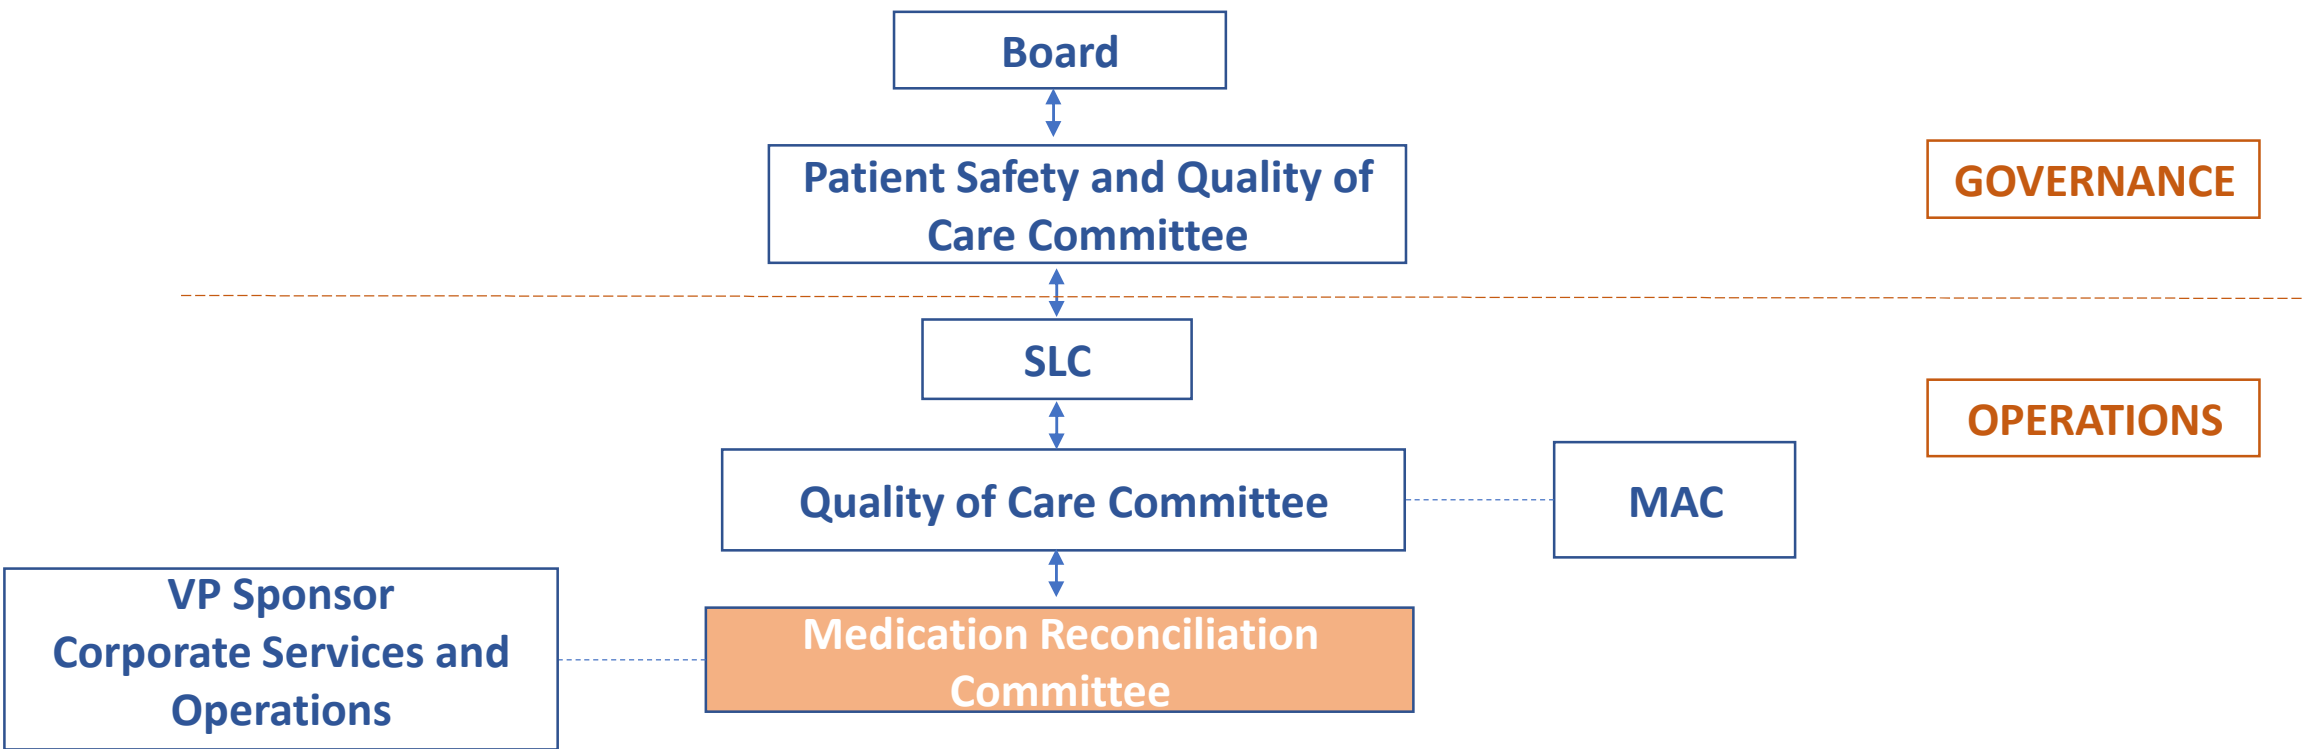 Board
Patient Safety and Quality of
Care Committee
GOVERNANCE
SLC
OPERATIONS
Quality of Care Committee
MAC
VP Sponsor
Corporate Services and
Operations
Medication Reconciliation
Committee